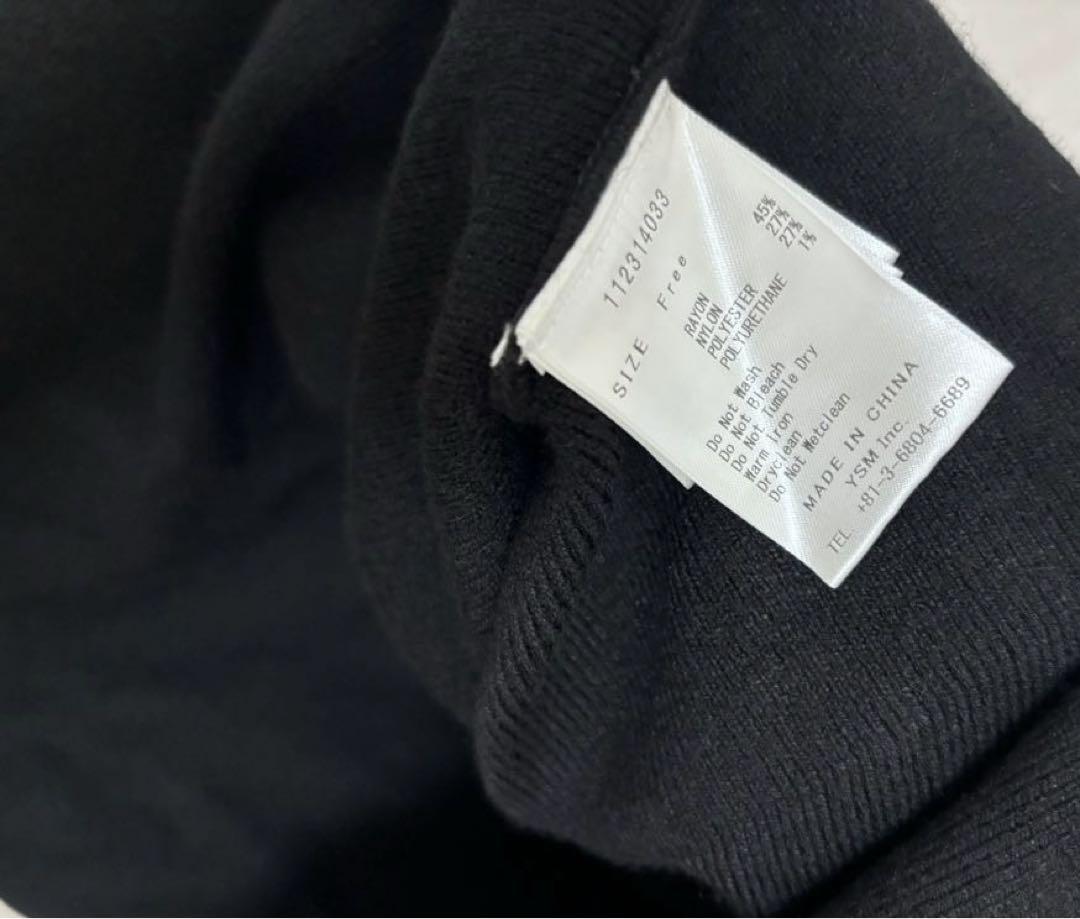 112314033
SIZE Free
RAYON 45%
NYLON 27%
POLYESTER 27%
POLYURETHANE 1%
Do Not Wash
Do Not Bleach
Do Not Tumble Dry
Warm Iron
Dryclean
Do Not Wetclean
MADE IN CHINA
YSM Inc.
TEL. +81-3-6804-6689